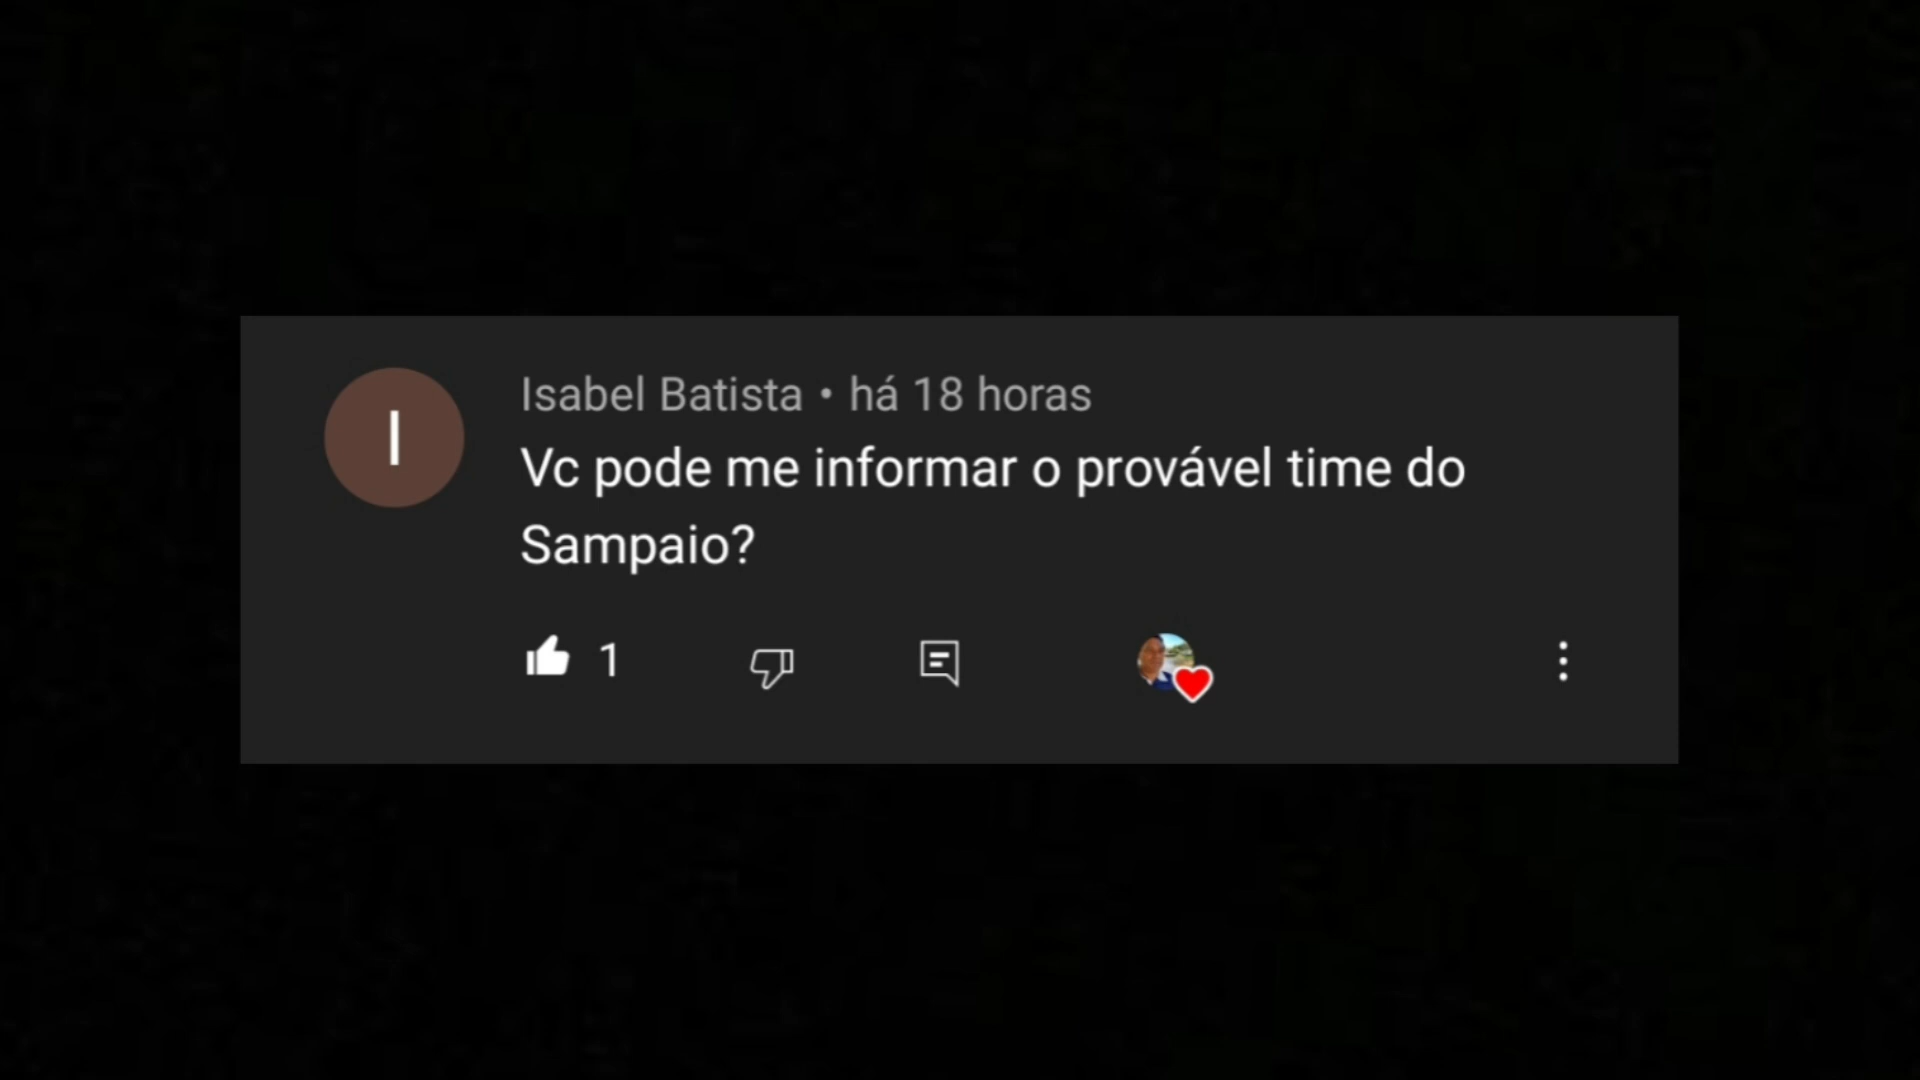 I
Isabel Batista • há 18 horas
Vc pode me informar o provável time do
Sampaio?
1